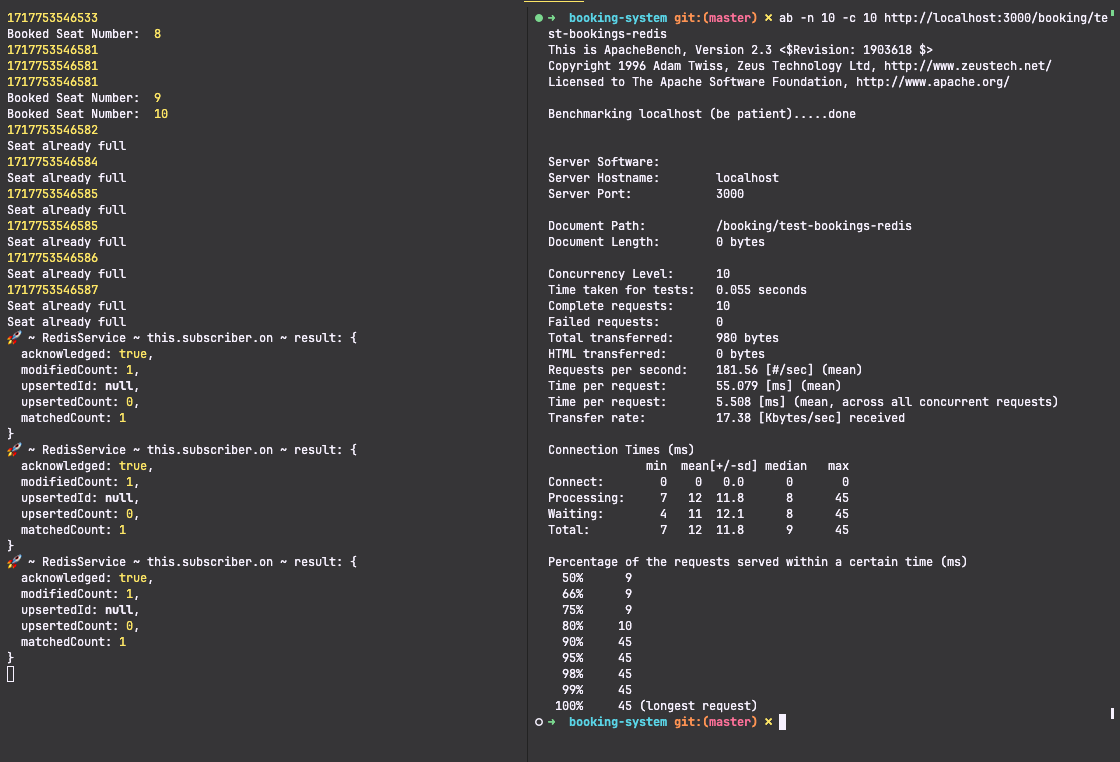 1717753546533
Booked Seat Number:  8
1717753546581
1717753546581
1717753546581
Booked Seat Number:  9
Booked Seat Number:  10
1717753546582
Seat already full
1717753546584
Seat already full
1717753546585
Seat already full
1717753546585
Seat already full
1717753546586
Seat already full
1717753546587
Seat already full
Seat already full
🚀 ~ RedisService ~ this.subscriber.on ~ result: {
  acknowledged: true,
  modifiedCount: 1,
  upsertedId: null,
  upsertedCount: 0,
  matchedCount: 1
}
🚀 ~ RedisService ~ this.subscriber.on ~ result: {
  acknowledged: true,
  modifiedCount: 1,
  upsertedId: null,
  upsertedCount: 0,
  matchedCount: 1
}
🚀 ~ RedisService ~ this.subscriber.on ~ result: {
  acknowledged: true,
  modifiedCount: 1,
  upsertedId: null,
  upsertedCount: 0,
  matchedCount: 1
}
➜  booking-system git:(master) ✗ ab -n 10 -c 10 http://localhost:3000/booking/te
st-bookings-redis
This is ApacheBench, Version 2.3 <$Revision: 1903618 $>
Copyright 1996 Adam Twiss, Zeus Technology Ltd, http://www.zeustech.net/
Licensed to The Apache Software Foundation, http://www.apache.org/
Benchmarking localhost (be patient).....done
Server Software:
Server Hostname:        localhost
Server Port:            3000
Document Path:          /booking/test-bookings-redis
Document Length:        0 bytes
Concurrency Level:      10
Time taken for tests:   0.055 seconds
Complete requests:      10
Failed requests:        0
Total transferred:      980 bytes
HTML transferred:       0 bytes
Requests per second:    181.56 [#/sec] (mean)
Time per request:       55.079 [ms] (mean)
Time per request:       5.508 [ms] (mean, across all concurrent requests)
Transfer rate:          17.38 [Kbytes/sec] received
Connection Times (ms)
              min  mean[+/-sd] median   max
Connect:        0    0   0.0      0       0
Processing:     7   12  11.8      8      45
Waiting:        4   11  12.1      8      45
Total:          7   12  11.8      9      45
Percentage of the requests served within a certain time (ms)
  50%      9
  66%      9
  75%      9
  80%     10
  90%     45
  95%     45
  98%     45
  99%     45
 100%     45 (longest request)
➜  booking-system git:(master) ✗